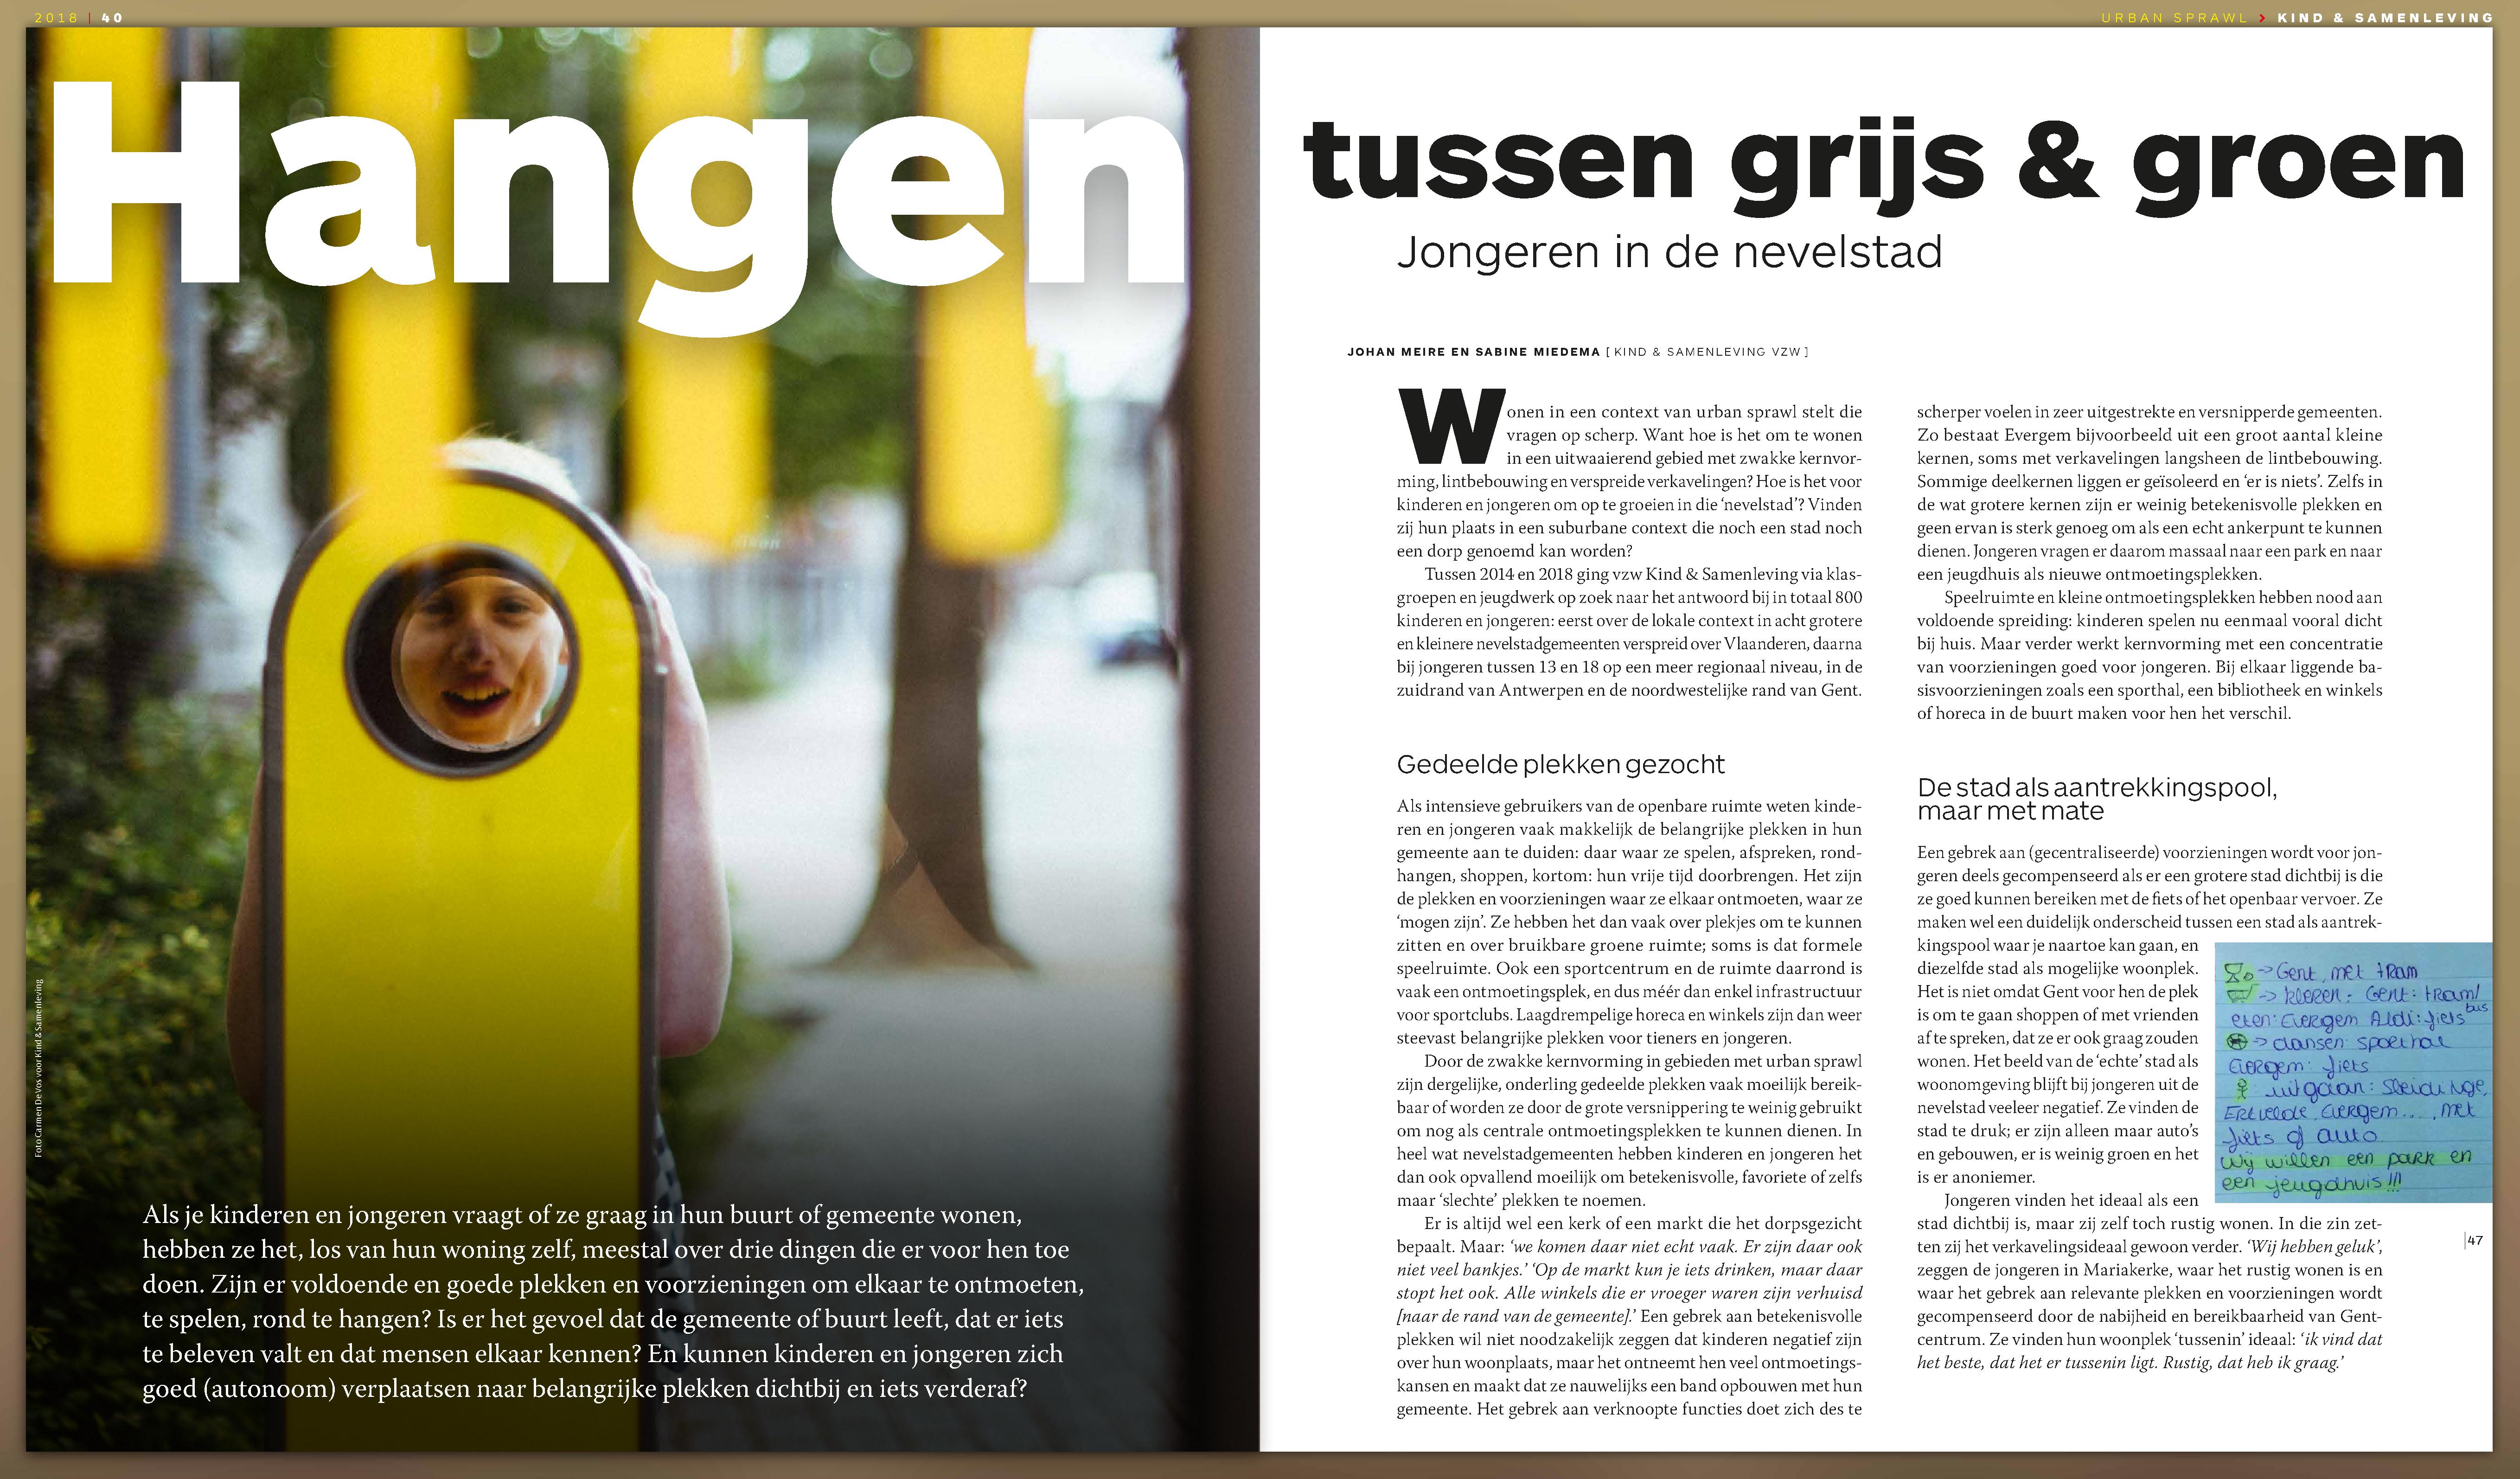 2018 | 40
URBAN SPRAWL > KIND & SAMENLEVING
Hangen
tussen grijs & groen
Jongeren in de nevelstad
Foto Carmen De Vos voor Kind & Samenleving
Als je kinderen en jongeren vraagt of ze graag in hun buurt of gemeente wonen,
hebben ze het, los van hun woning zelf, meestal over drie dingen die er voor hen toe
doen. Zijn er voldoende en goede plekken en voorzieningen om elkaar te ontmoeten,
te spelen, rond te hangen? Is er het gevoel dat de gemeente of buurt leeft, dat er iets
te beleven valt en dat mensen elkaar kennen? En kunnen kinderen en jongeren zich
goed (autonoom) verplaatsen naar belangrijke plekken dichtbij en iets verderaf?
JOHAN MEIRE EN SABINE MIEDEMA [ KIND & SAMENLEVING VZW ]
Wonen in een context van urban sprawl stelt die
vragen op scherp. Want hoe is het om te wonen
in een uitwaaierend gebied met zwakke kernvor-
ming, lintbebouwing en verspreide verkavelingen? Hoe is het voor
kinderen en jongeren om op te groeien in die ‘nevelstad’? Vinden
zij hun plaats in een suburbane context die noch een stad noch
een dorp genoemd kan worden?
Tussen 2014 en 2018 ging vzw Kind & Samenleving via klas-
groepen en jeugdwerk op zoek naar het antwoord bij in totaal 800
kinderen en jongeren: eerst over de lokale context in acht grotere
en kleinere nevelstadgemeenten verspreid over Vlaanderen, daarna
bij jongeren tussen 13 en 18 op een meer regionaal niveau, in de
zuidrand van Antwerpen en de noordwestelijke rand van Gent.
Gedeelde plekken gezocht
Als intensieve gebruikers van de openbare ruimte weten kinde-
ren en jongeren vaak makkelijk de belangrijke plekken in hun
gemeente aan te duiden: daar waar ze spelen, afspreken, rond-
hangen, shoppen, kortom: hun vrije tijd doorbrengen. Het zijn
de plekken en voorzieningen waar ze elkaar ontmoeten, waar ze
‘mogen zijn’. Ze hebben het dan vaak over plekjes om te kunnen
zitten en over bruikbare groene ruimte; soms is dat formele
speelruimte. Ook een sportcentrum en de ruimte daarrond is
vaak een ontmoetingsplek, en dus méér dan enkel infrastructuur
voor sportclubs. Laagdrempelige horeca en winkels zijn dan weer
steevast belangrijke plekken voor tieners en jongeren.
Door de zwakke kernvorming in gebieden met urban sprawl
zijn dergelijke, onderling gedeelde plekken vaak moeilijk bereik-
baar of worden ze door de grote versnippering te weinig gebruikt
om nog als centrale ontmoetingsplekken te kunnen dienen. In
heel wat nevelstadgemeenten hebben kinderen en jongeren het
dan ook opvallend moeilijk om betekenisvolle, favoriete of zelfs
maar ‘slechte’ plekken te noemen.
Er is altijd wel een kerk of een markt die het dorpsgezicht
bepaalt. Maar: ‘we komen daar niet echt vaak. Er zijn daar ook
niet veel bankjes.’ ‘Op de markt kun je iets drinken, maar daar
stopt het ook. Alle winkels die er vroeger waren zijn verhuisd
[naar de rand van de gemeente].’ Een gebrek aan betekenisvolle
plekken wil niet noodzakelijk zeggen dat kinderen negatief zijn
over hun woonplaats, maar het ontneemt hen veel ontmoetings-
kansen en maakt dat ze nauwelijks een band opbouwen met hun
gemeente. Het gebrek aan verknoopte functies doet zich des te
scherper voelen in zeer uitgestrekte en versnipperde gemeenten.
Zo bestaat Evergem bijvoorbeeld uit een groot aantal kleine
kernen, soms met verkavelingen langsheen de lintbebouwing.
Sommige deelkernen liggen er geïsoleerd en ‘er is niets’. Zelfs in
de wat grotere kernen zijn er weinig betekenisvolle plekken en
geen ervan is sterk genoeg om als een echt ankerpunt te kunnen
dienen. Jongeren vragen er daarom massaal naar een park en naar
een jeugdhuis als nieuwe ontmoetingsplekken.
Speelruimte en kleine ontmoetingsplekken hebben nood aan
voldoende spreiding: kinderen spelen nu eenmaal vooral dicht
bij huis. Maar verder werkt kernvorming met een concentratie
van voorzieningen goed voor jongeren. Bij elkaar liggende ba-
sisvoorzieningen zoals een sporthal, een bibliotheek en winkels
of horeca in de buurt maken voor hen het verschil.
De stad als aantrekkingspool,
maar met mate
Een gebrek aan (gecentraliseerde) voorzieningen wordt voor jon-
geren deels gecompenseerd als er een grotere stad dichtbij is die
ze goed kunnen bereiken met de fiets of het openbaar vervoer. Ze
maken wel een duidelijk onderscheid tussen een stad als aantrek-
kingspool waar je naartoe kan gaan, en
diezelfde stad als mogelijke woonplek.
Het is niet omdat Gent voor hen de plek
is om te gaan shoppen of met vrienden
af te spreken, dat ze er ook graag zouden
wonen. Het beeld van de ‘echte’ stad als
woonomgeving blijft bij jongeren uit de
nevelstad veeleer negatief. Ze vinden de
stad te druk; er zijn alleen maar auto’s
en gebouwen, er is weinig groen en het
is er anoniemer.
Jongeren vinden het ideaal als een
stad dichtbij is, maar zij zelf toch rustig wonen. In die zin zet-
ten zij het verkavelingsideaal gewoon verder. ‘Wij hebben geluk’,
zeggen de jongeren in Mariakerke, waar het rustig wonen is en
waar het gebrek aan relevante plekken en voorzieningen wordt
gecompenseerd door de nabijheid en bereikbaarheid van Gent-
centrum. Ze vinden hun woonplek ‘tussenin’ ideaal: ‘ik vind dat
het beste, dat het er tussenin ligt. Rustig, dat heb ik graag.’
-> Gent, met tram
-> kleren: Gent: tram/
bus
eten: Evergem Aldi: fiets
-> dansen: sporthal
Evergem: fiets
: uitgaan: Sleidinge,
Ertvelde, Evergem..., met
fiets of auto
wij willen een park en
een jeugdhuis!!!
|47